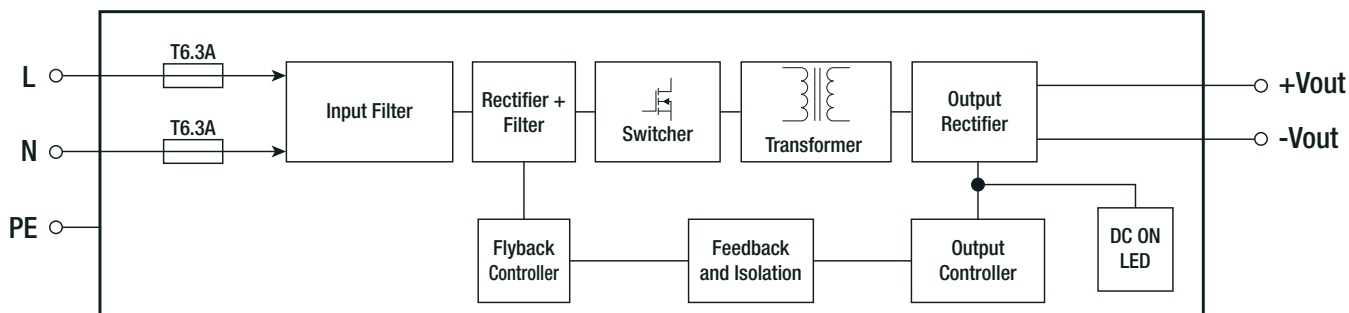 T6.3A
L
Input Filter
Rectifier +
Filter
Switcher
Transformer
Output
Rectifier
+Vout
T6.3A
N
-Vout
PE
Flyback
Controller
Feedback
and Isolation
Output
Controller
DC ON
LED